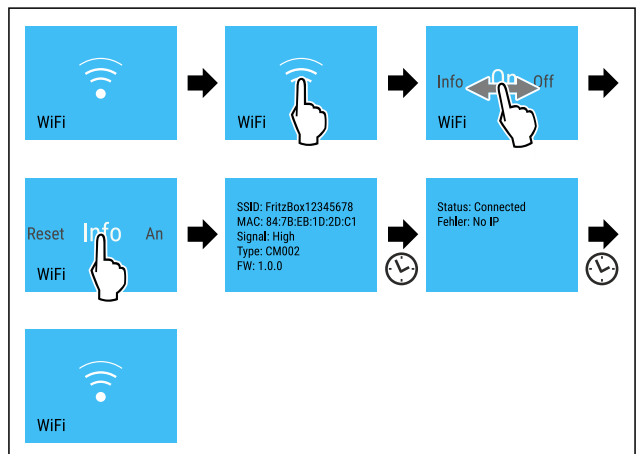 WiFi
WiFi
Info On Off
WiFi
Reset Info An
WiFi
SSID: FritzBox12345678
MAC: 84:7B:EB:1D:2D:C1
Signal: High
Type: CM002
FW: 1.0.0
Status: Connected
Fehler: No IP
WiFi